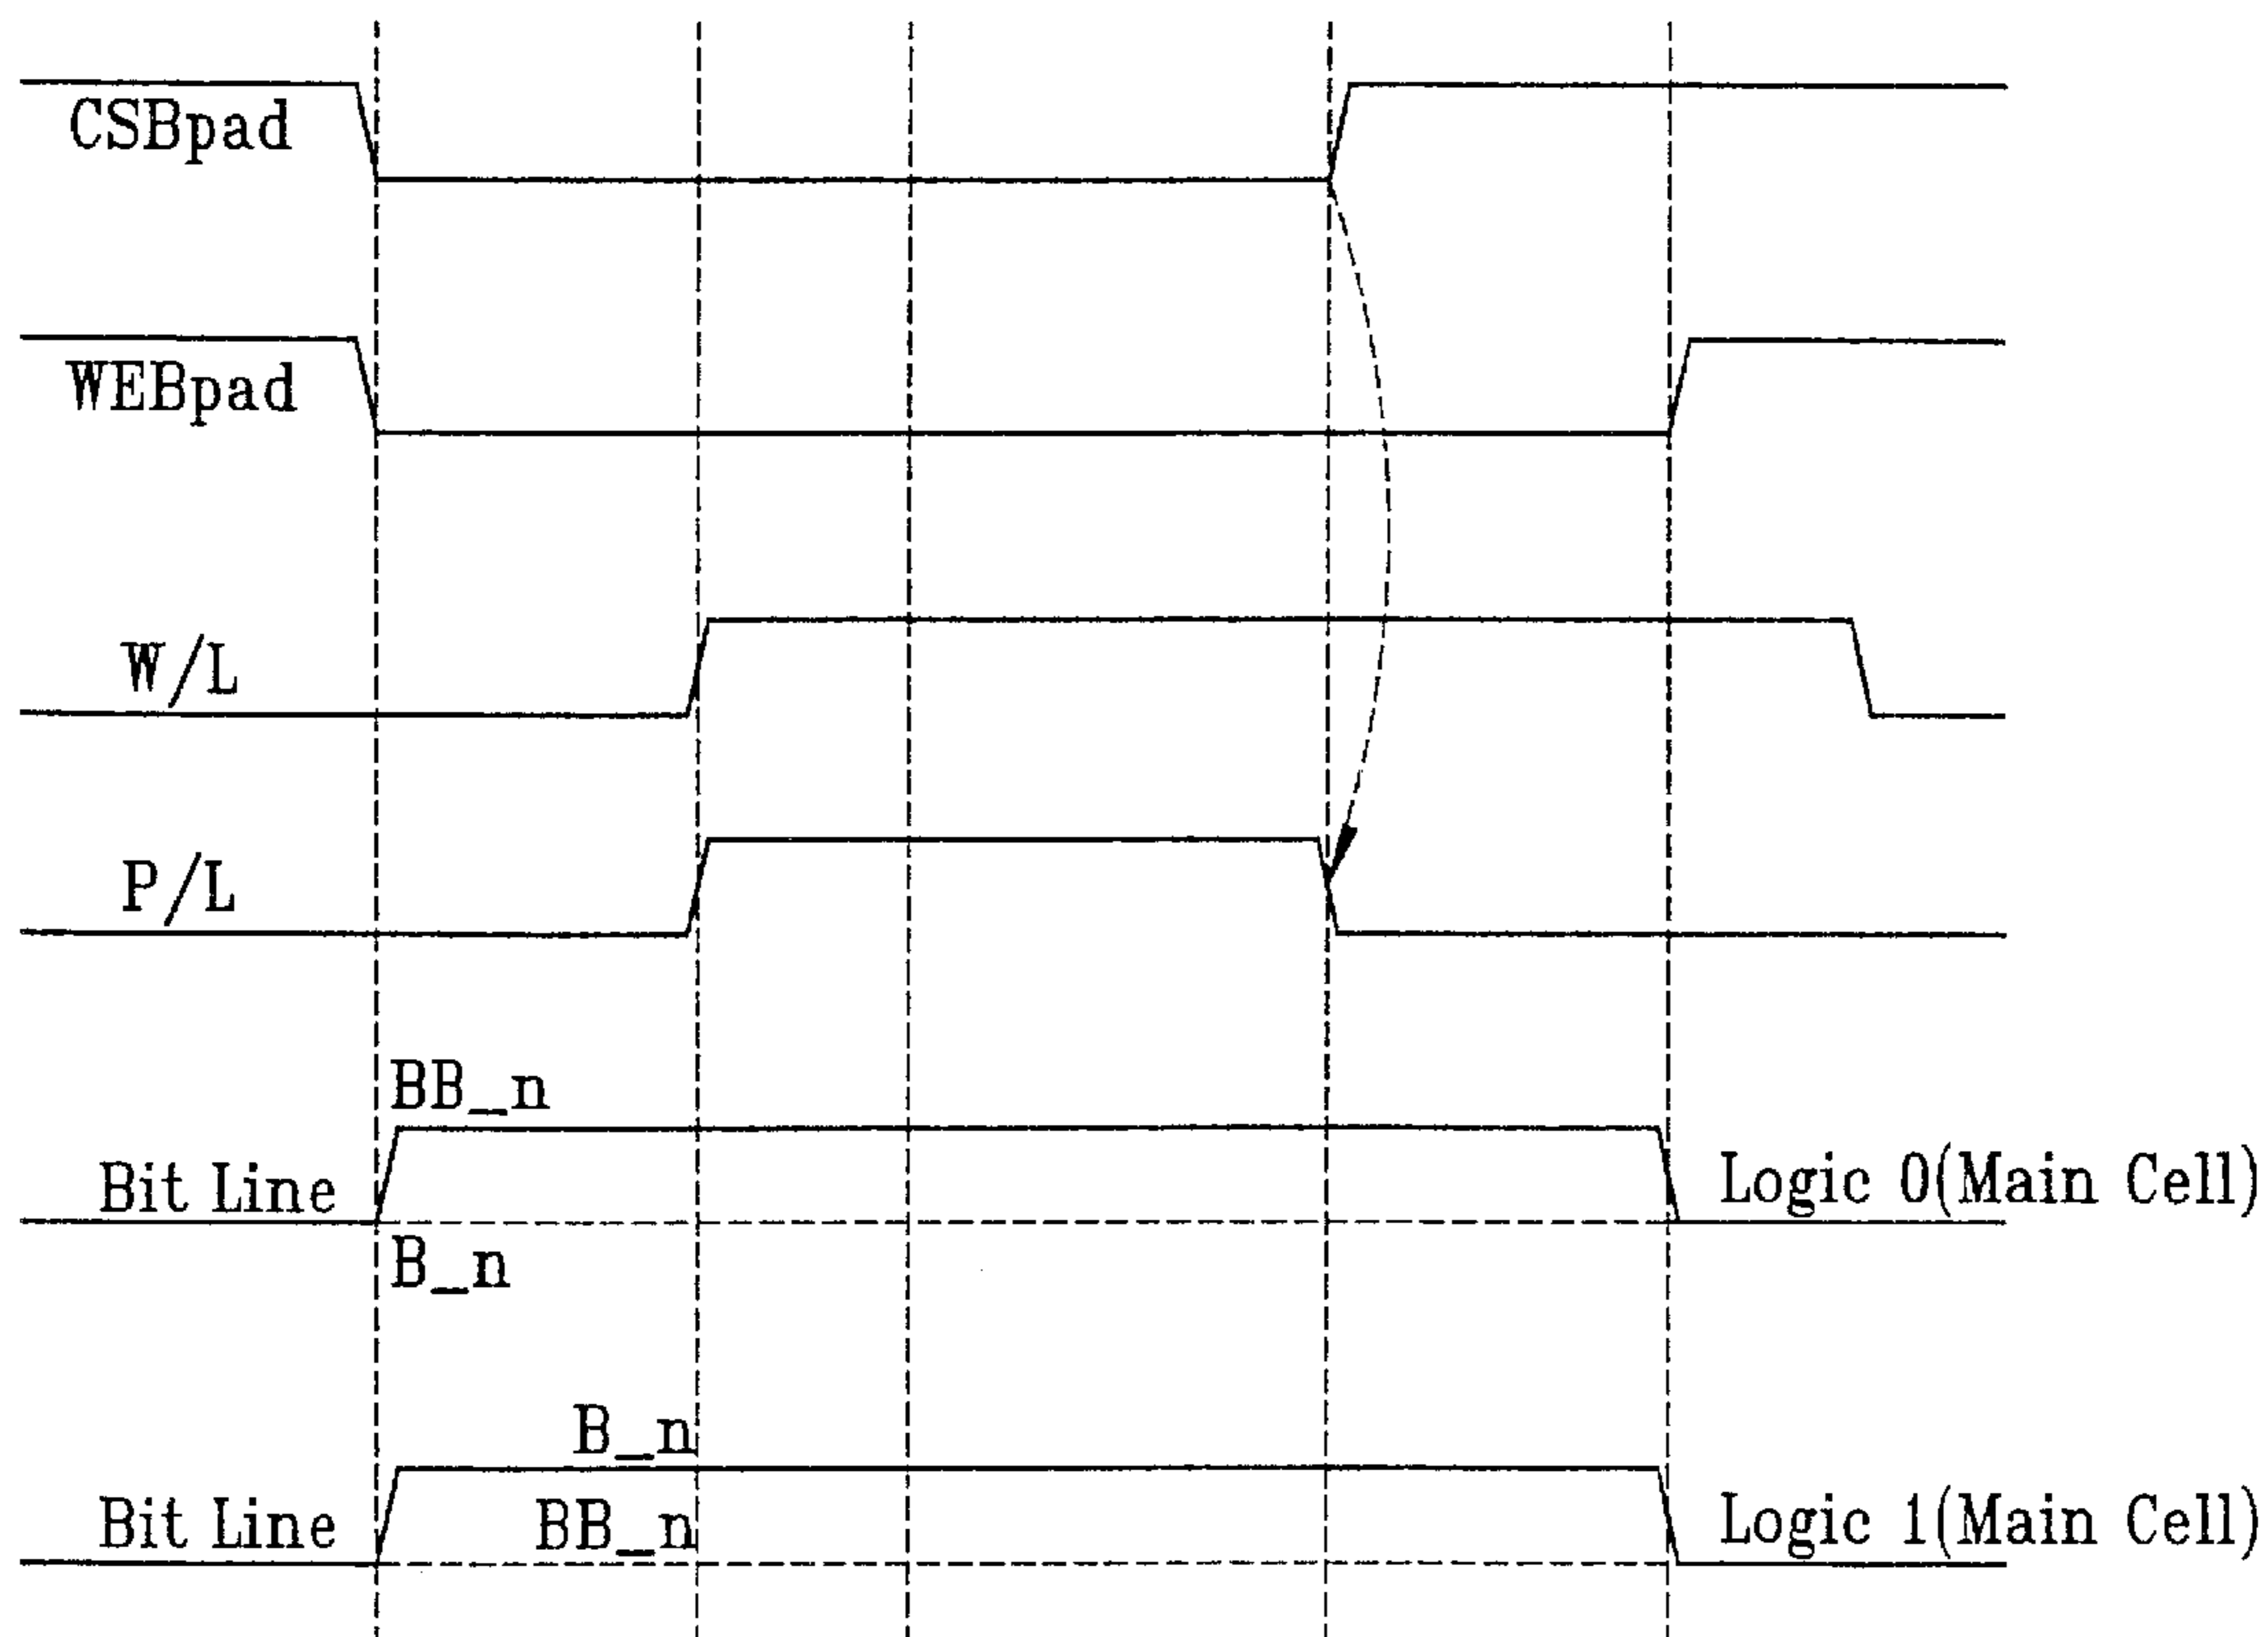 CSBpad
WEBpad
W/L
P/L
BB_n
Bit Line
Logic 0(Main Cell)
B_n
B_n
Bit Line
BB_n
Logic 1(Main Cell)